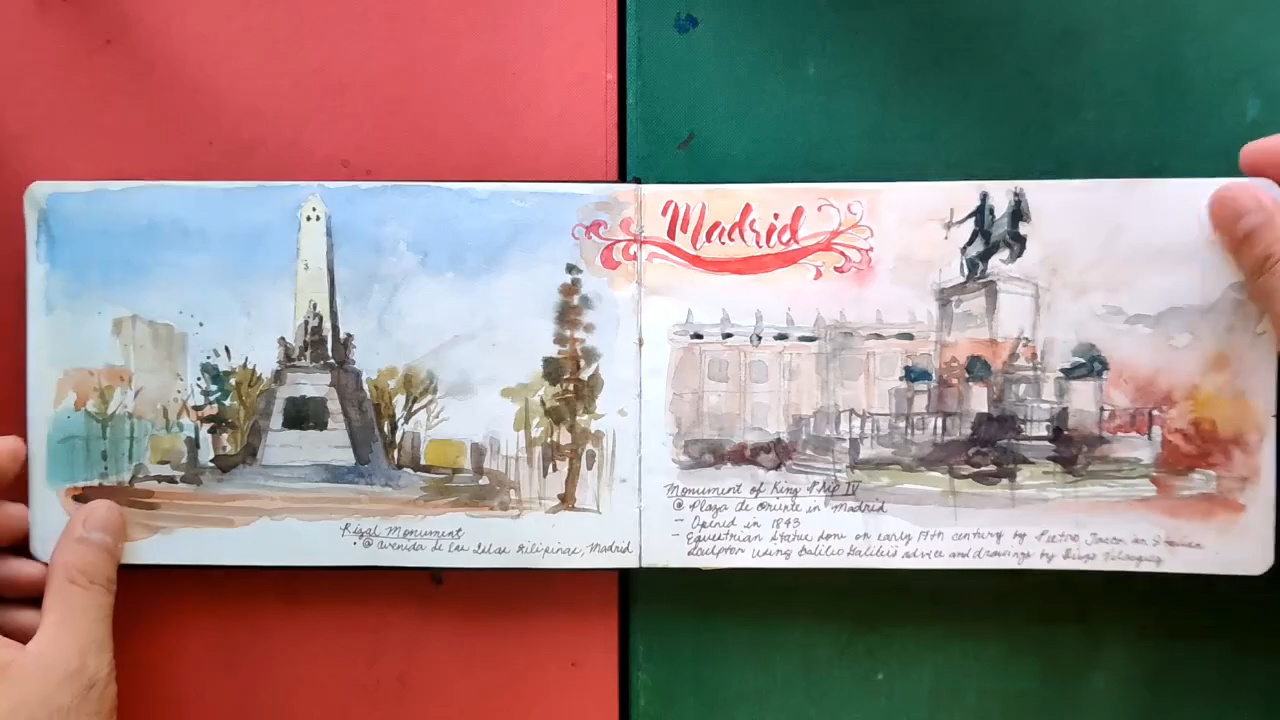 Madrid
Rizal Monument
@ Avenida de las Islas Filipinas, Madrid
Monument of King Philip IV
@ Plaza de Oriente in Madrid
- Opened in 1843
- Equestrian statue done on early 17th century by Pietro Tacca an
sculptor using Galileo Galilei's advice and drawings by Diego Velasquez